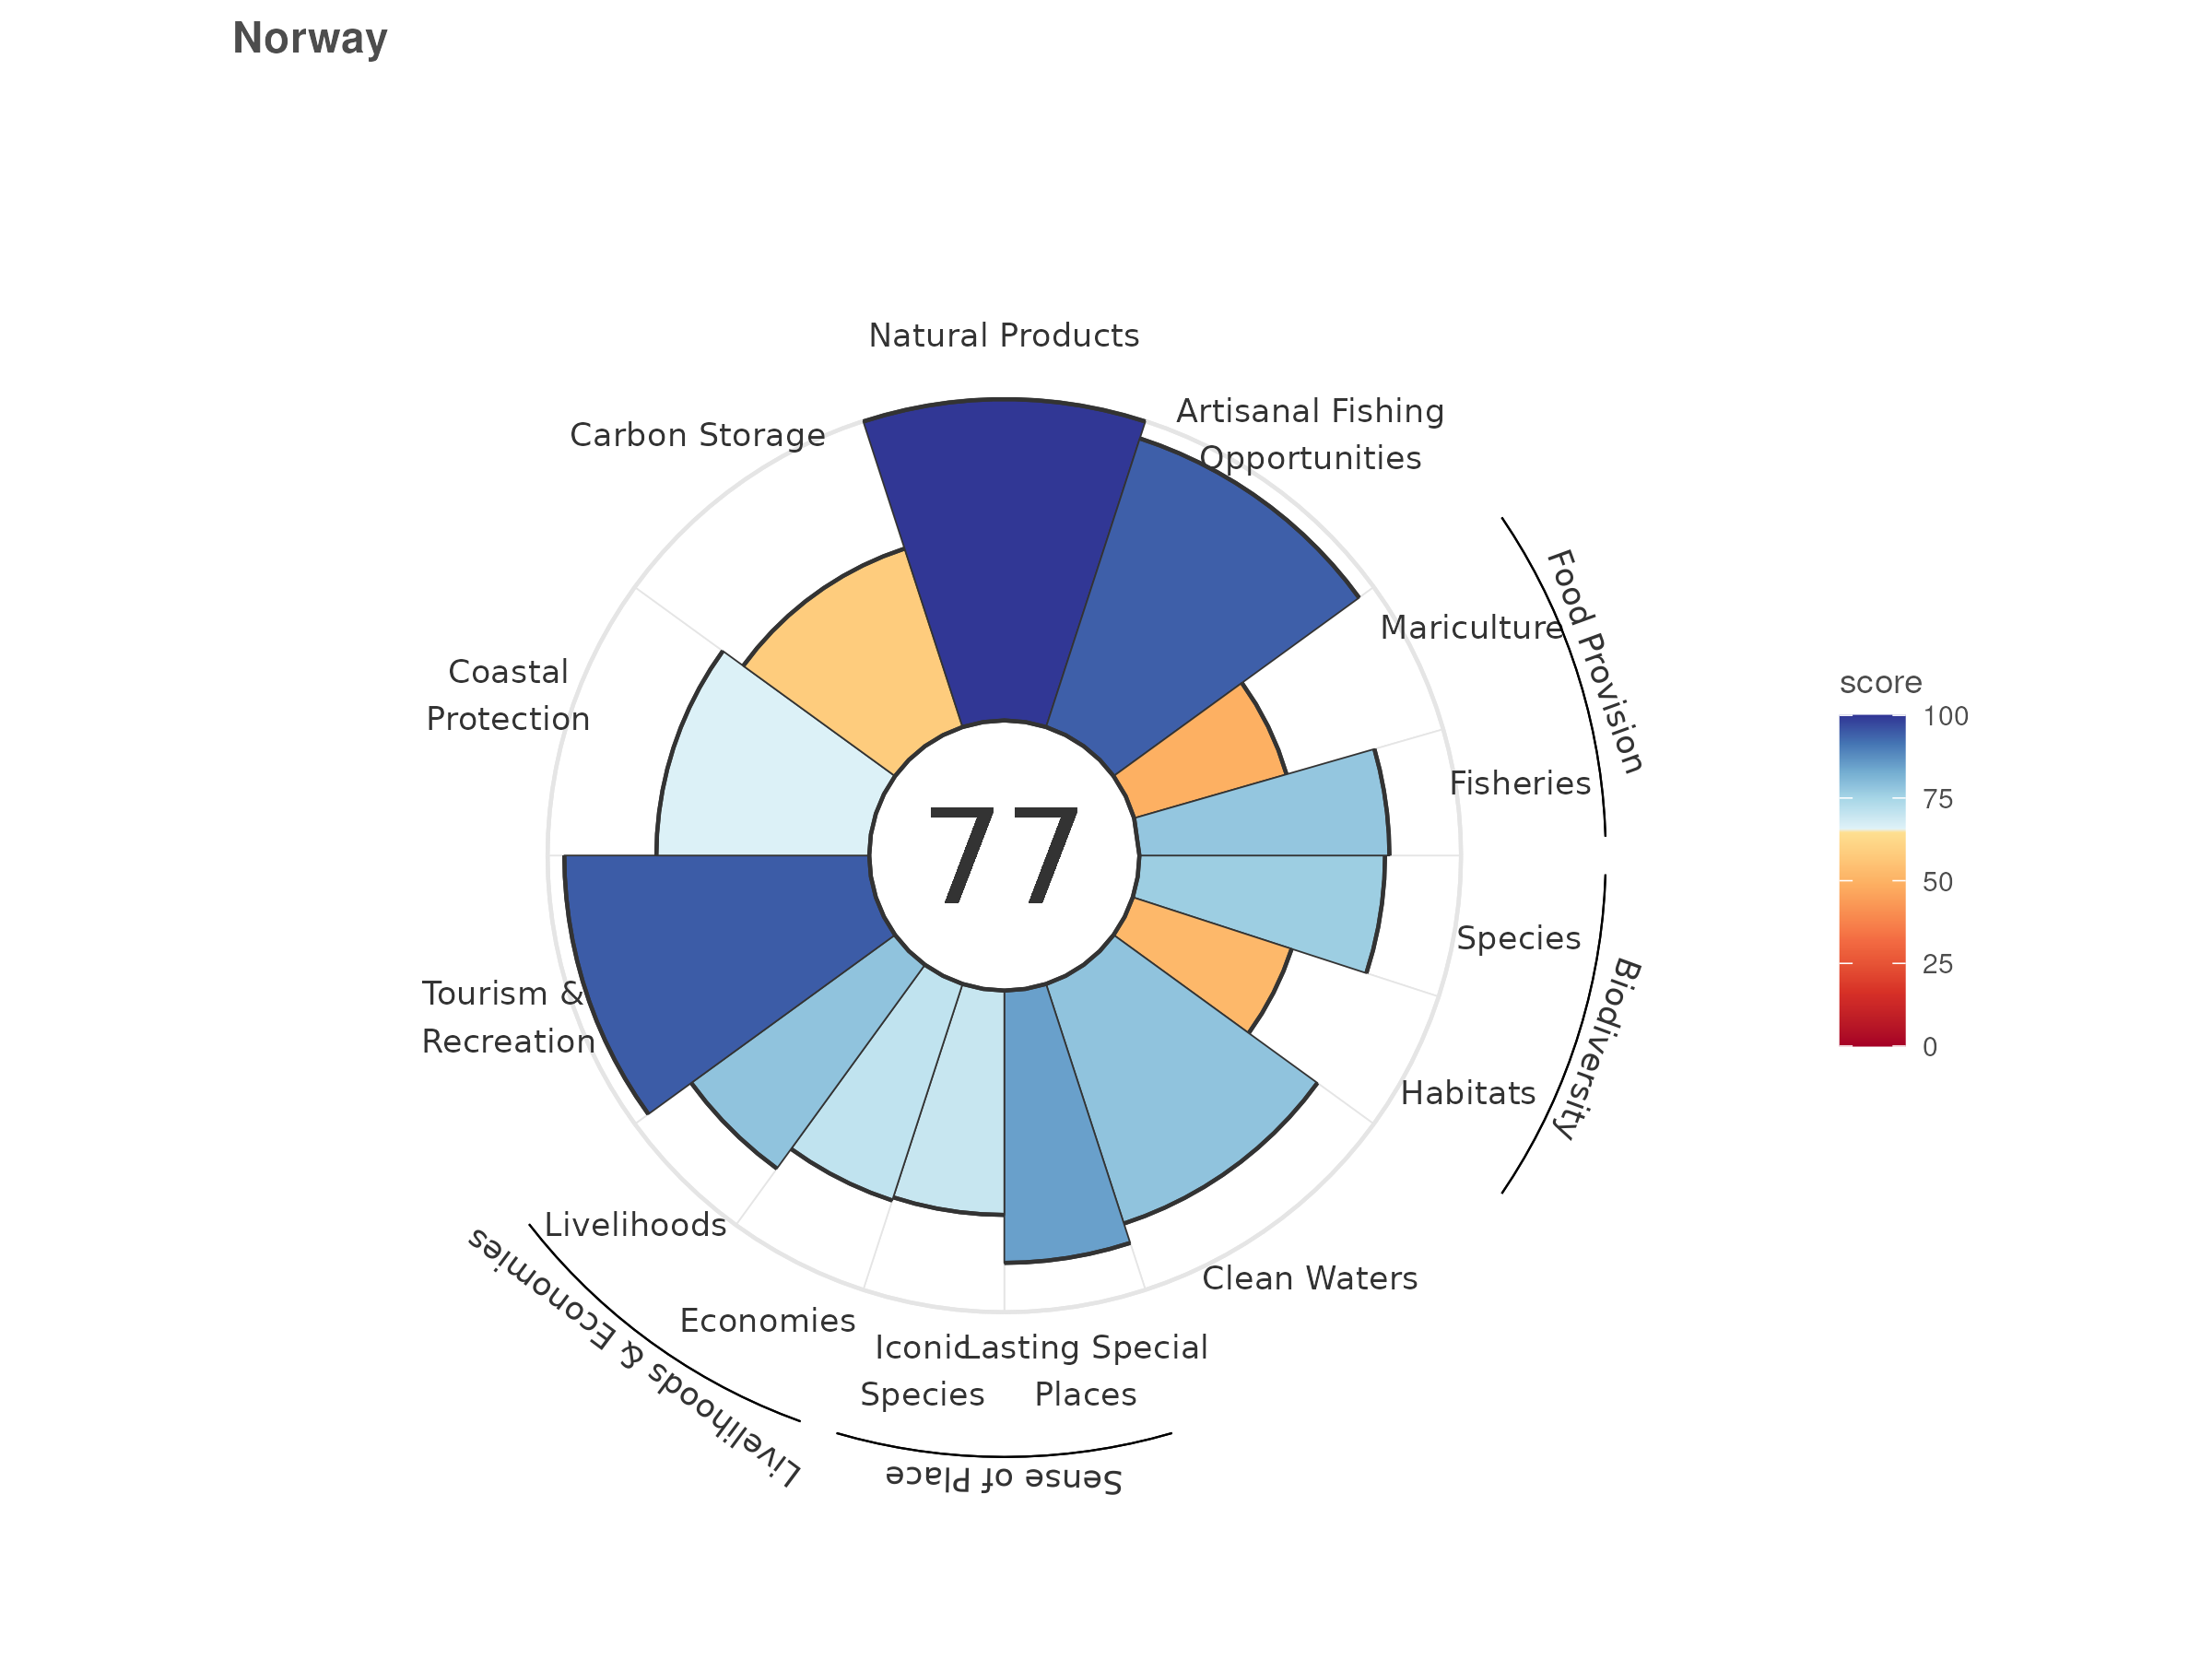 Norway
Natural Products
Artisanal Fishing
Opportunities
Carbon Storage
Food Provision
Mariculture
Coastal
Protection
Fisheries
77
score
100
75
50
25
0
Species
Biodiversity
Tourism &
Recreation
Habitats
Livelihoods
Clean Waters
Livelihoods & Economies
Economies
Iconic
Species
Lasting Special
Places
Sense of Place